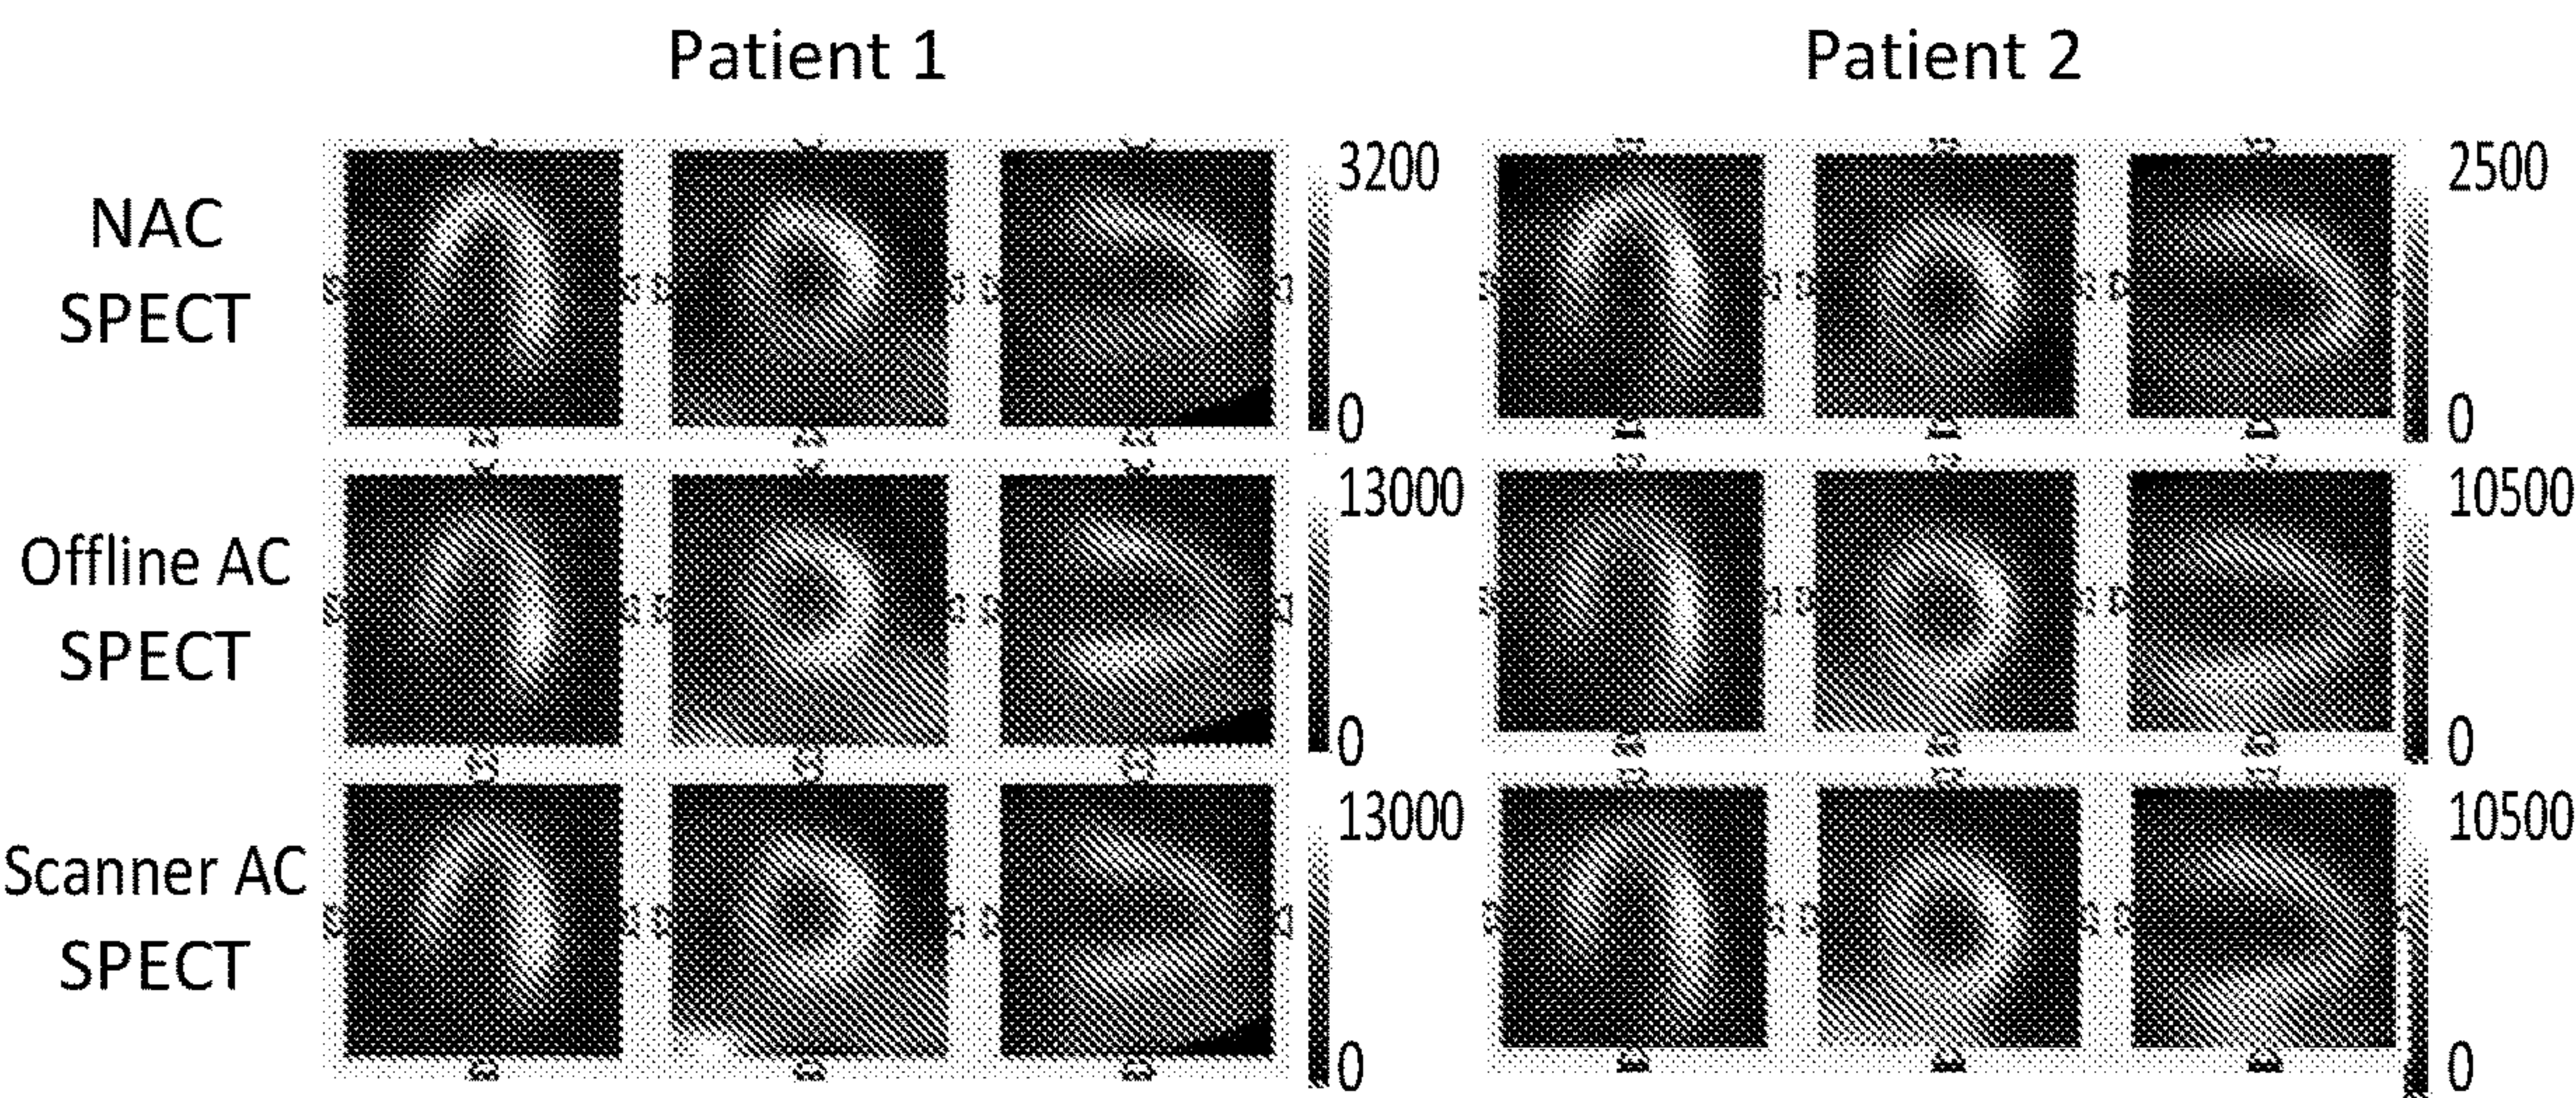 Patient 1
Patient 2
NAC
SPECT
3200
0
2500
0
Offline AC
SPECT
13000
0
10500
0
Scanner AC
SPECT
13000
0
10500
0